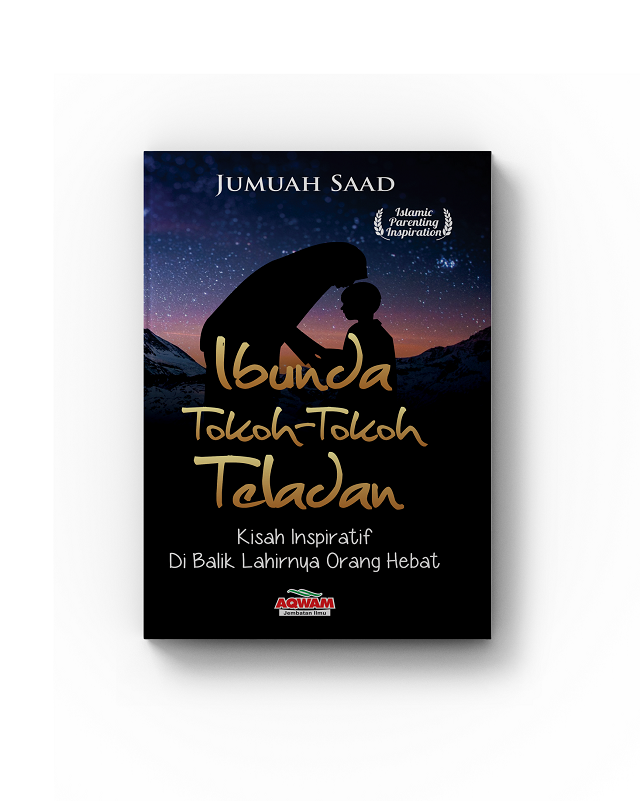 JUMUAH SAAD
Islamic
Parenting
Inspiration
Ibunda
Tokoh-Tokoh
Teladan
Kisah Inspiratif
Di Balik Lahirnya Orang Hebat
AQWAM
Jembatan Ilmu